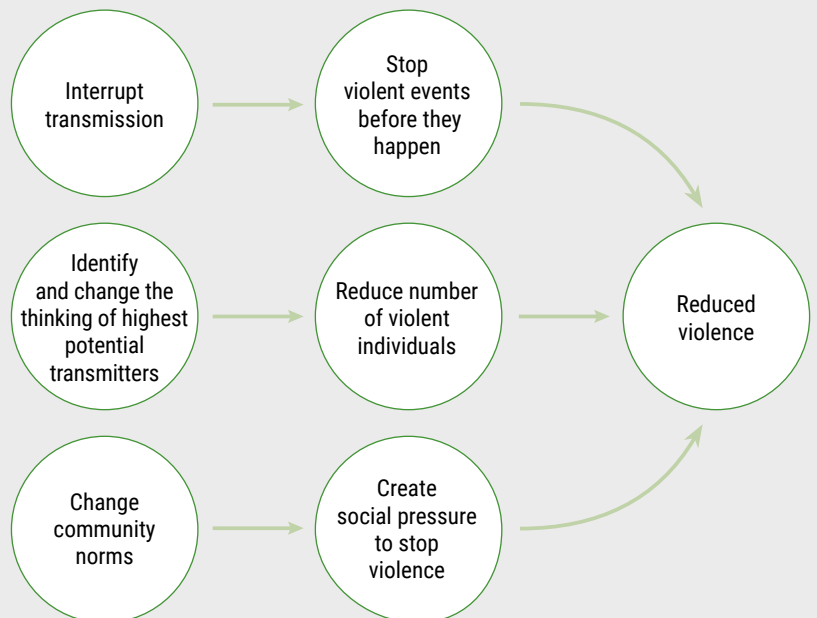 Interrupt
transmission
Stop
violent events
before they
happen
Identify
and change the
thinking of highest
potential
transmitters
Reduce number
of violent
individuals
Reduced
violence
Change
community
norms
Create
social pressure
to stop
violence